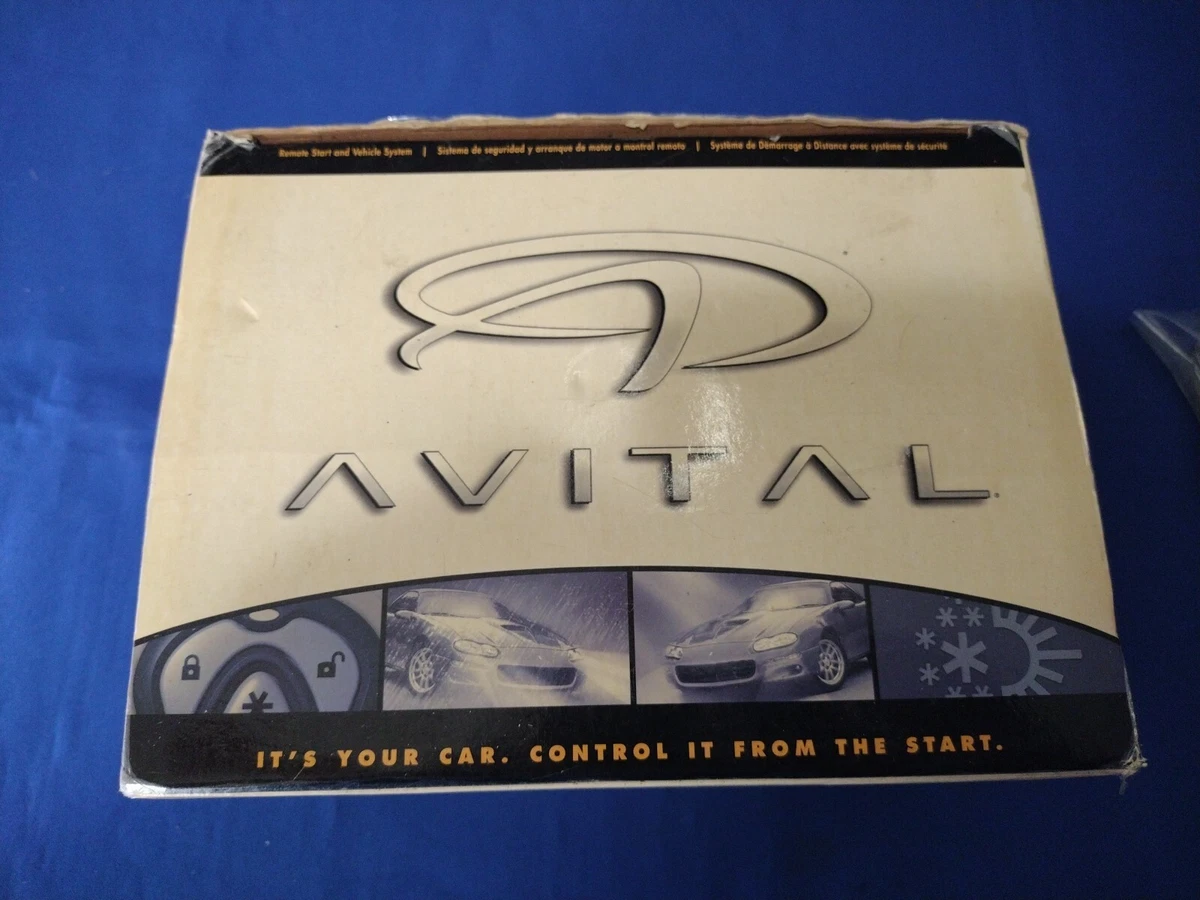 Remote Start and Vehicle System | Sistema de seguridad y arranque de motor a montrol remoto | Système de Démarrage à Distance avec système de sécurité
AVITAL
IT'S YOUR CAR. CONTROL IT FROM THE START.